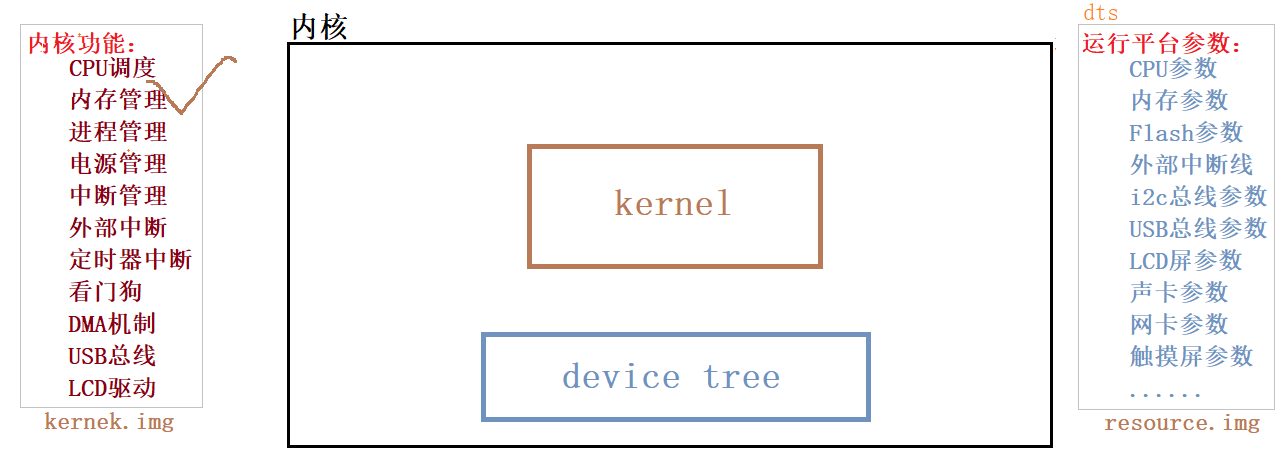 内核功能：
CPU调度
内存管理
进程管理
电源管理
中断管理
外部中断
定时器中断
看门狗
DMA机制
USB总线
LCD驱动
kernek.img
内核
kernel
device tree
dts
运行平台参数：
CPU参数
内存参数
Flash参数
外部中断线
i2c总线参数
USB总线参数
LCD屏参数
声卡参数
网卡参数
触摸屏参数
......
resource.img